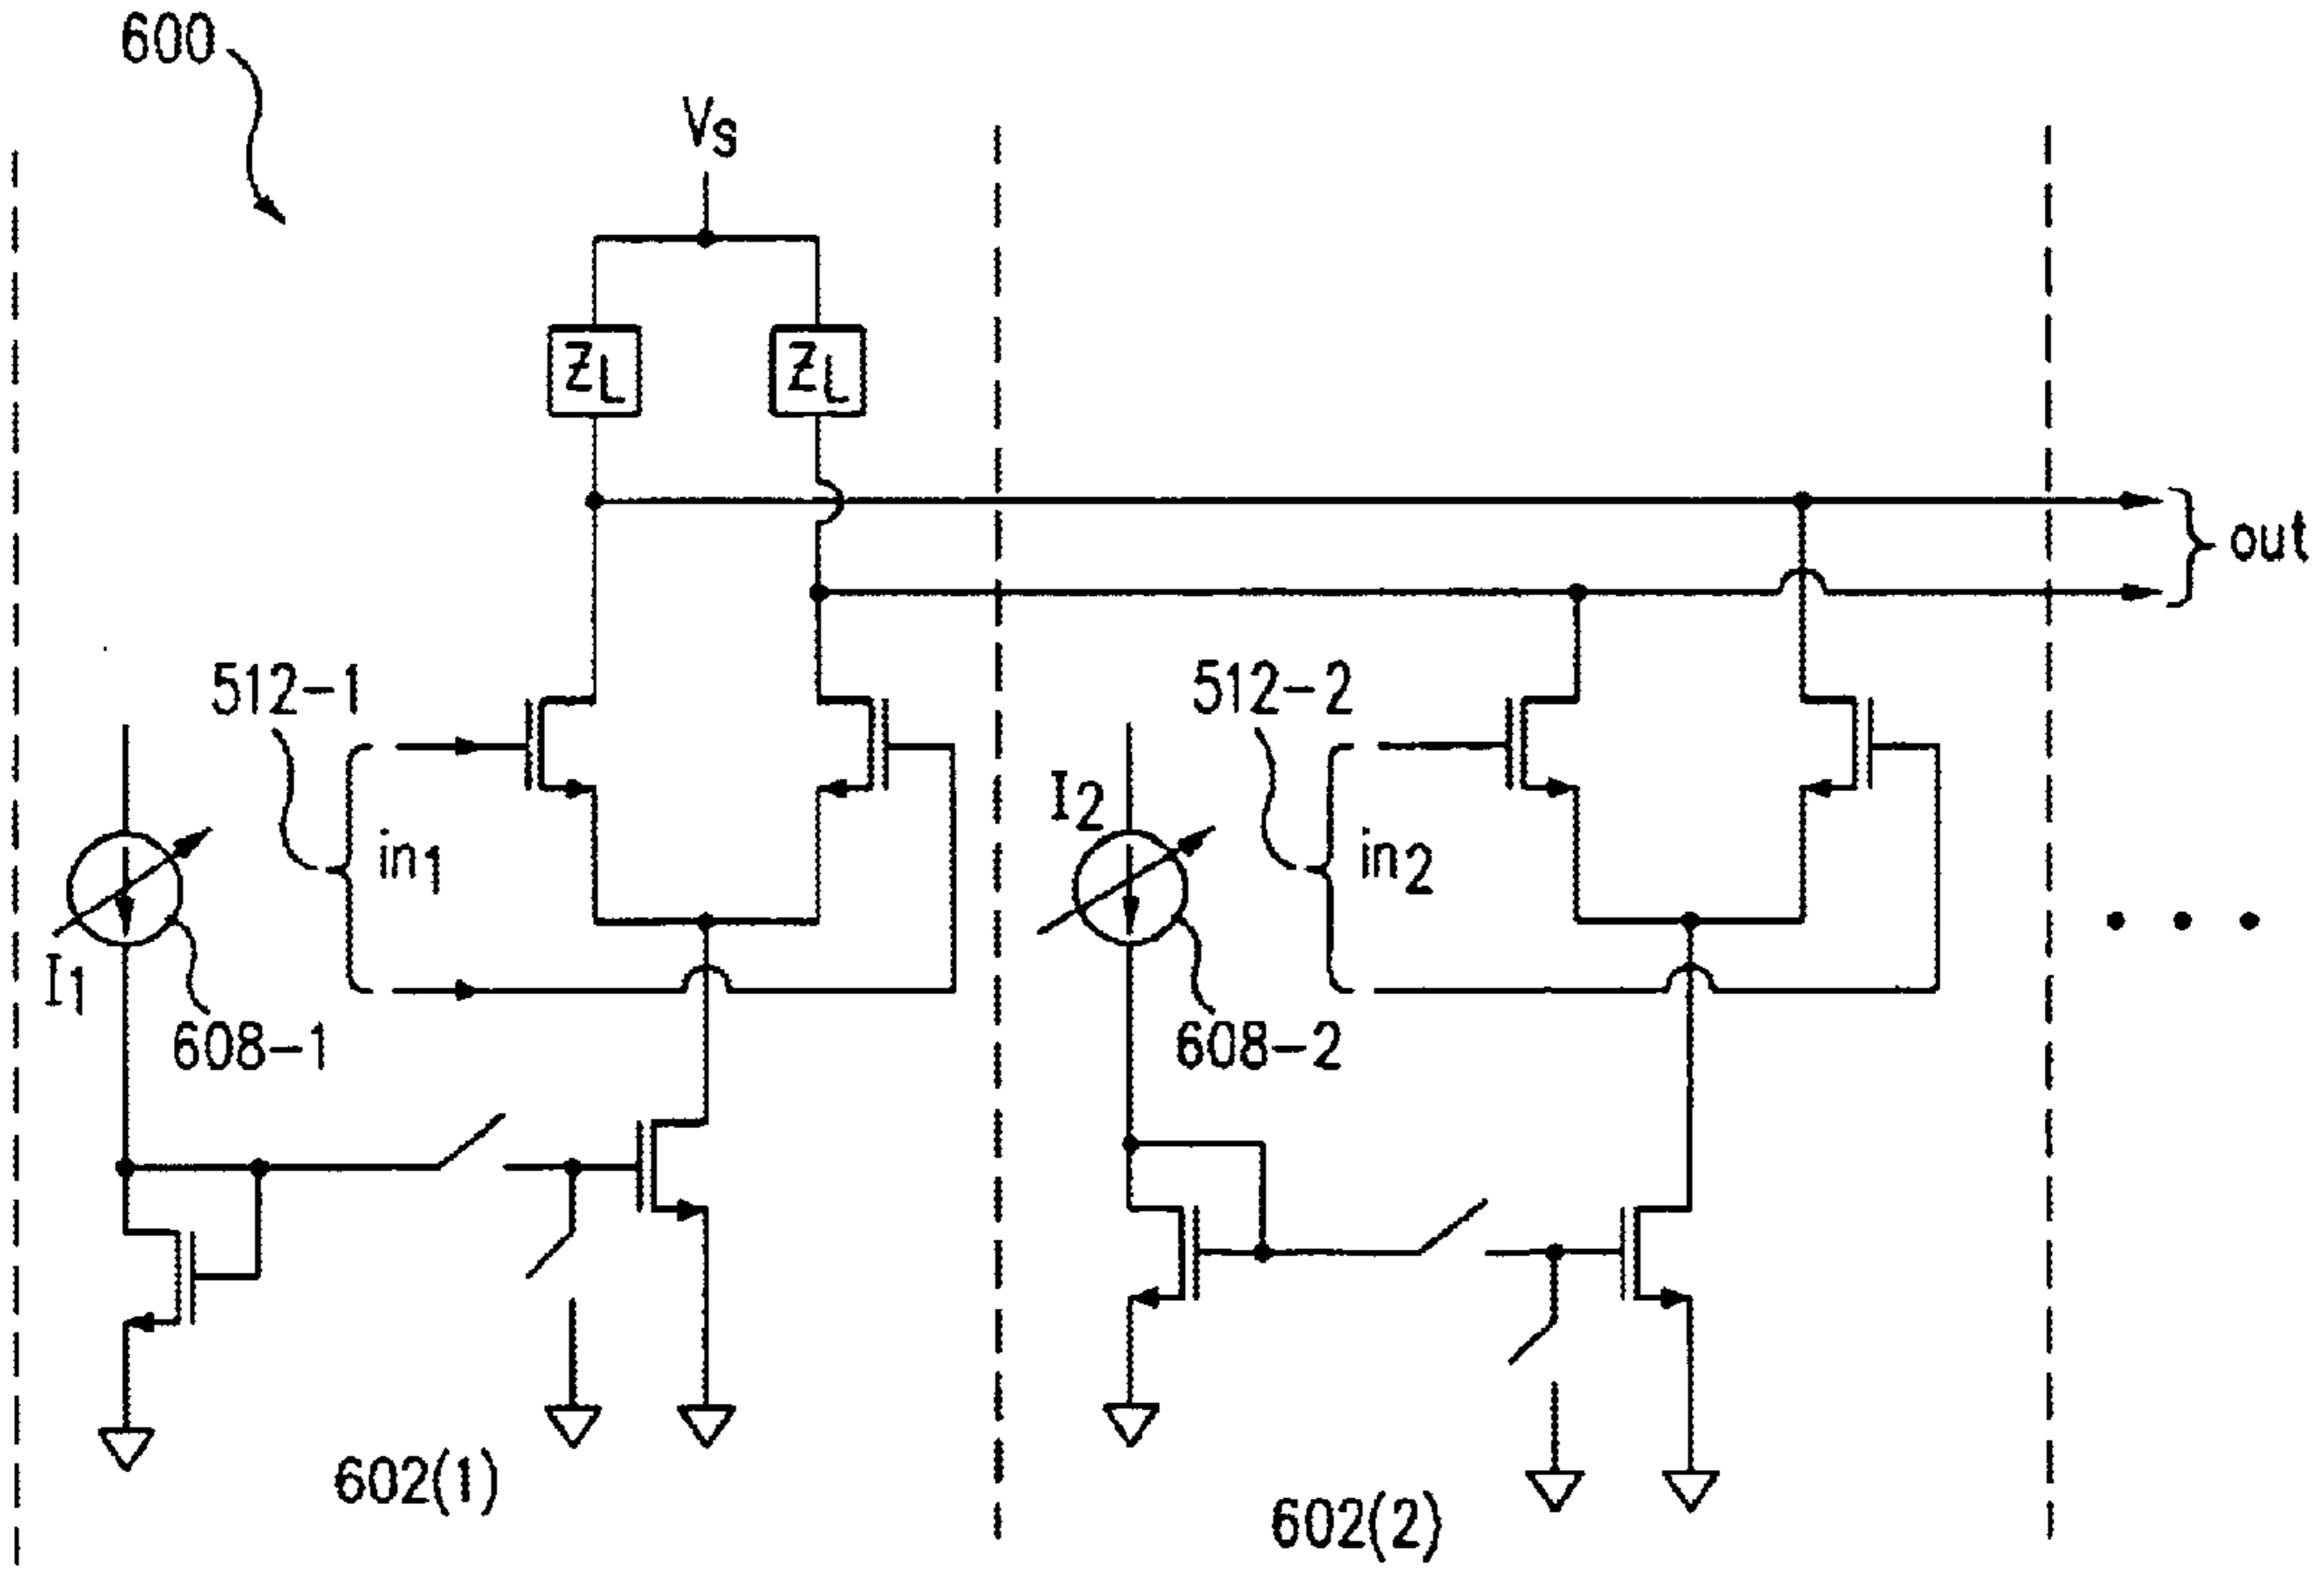 600
Vs
ZL ZL
out
512-1
512-2
I2
in1
in2
I1
608-1
608-2
602(1)
602(2)